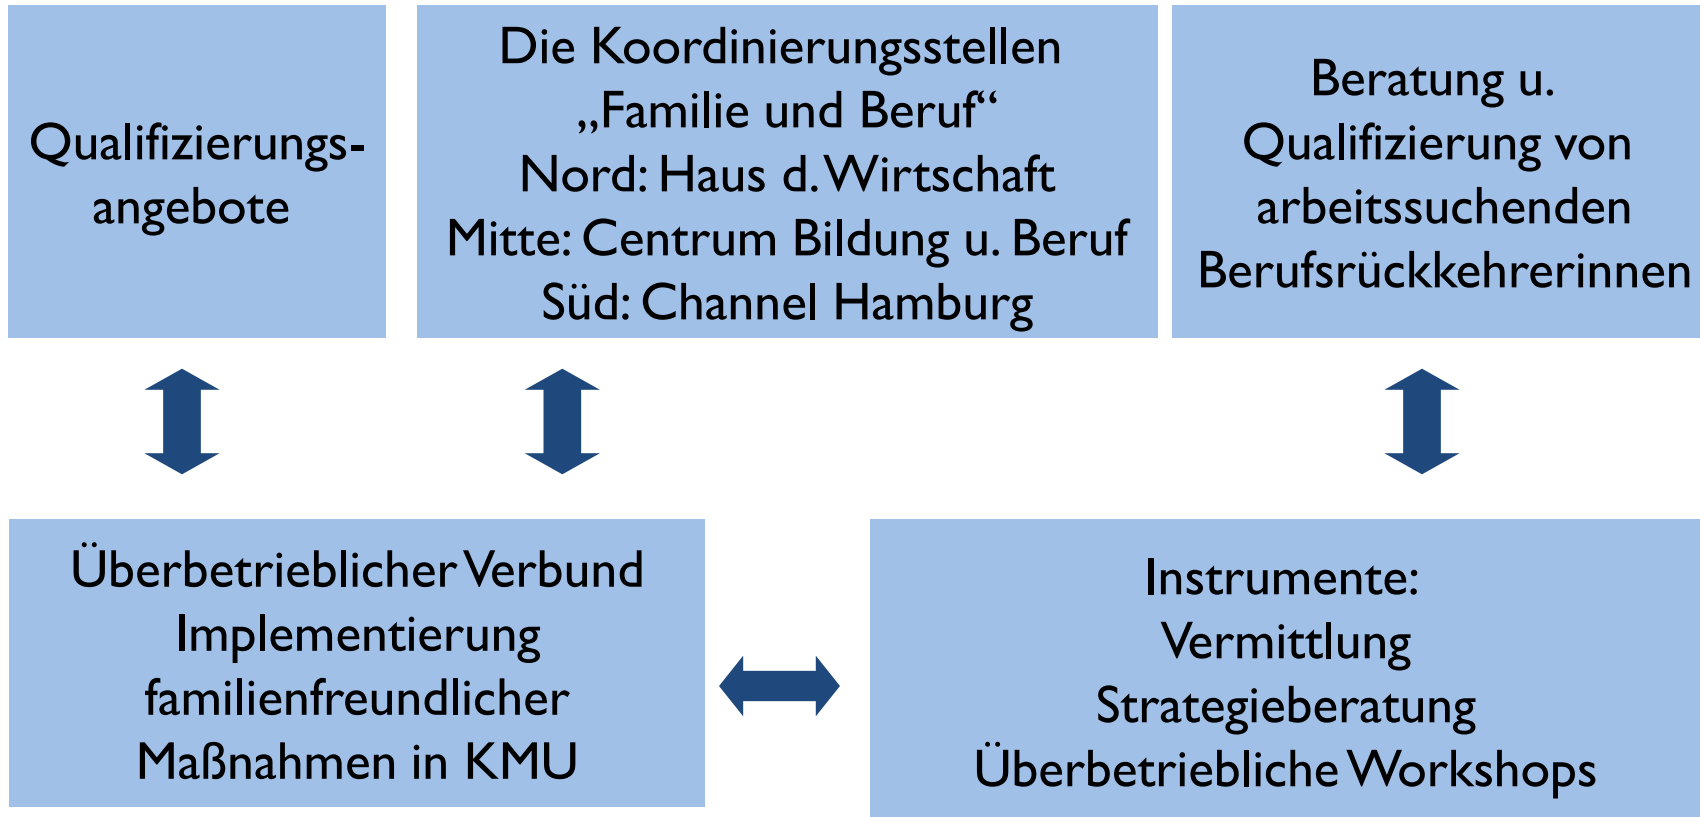 Qualifizierungs-
angebote
Die Koordinierungsstellen
„Familie und Beruf“
Nord: Haus d. Wirtschaft
Mitte: Centrum Bildung u. Beruf
Süd: Channel Hamburg
Beratung u.
Qualifizierung von
arbeitssuchenden
Berufsrückkehrerinnen
Überbetrieblicher Verbund
Implementierung
familienfreundlicher
Maßnahmen in KMU
Instrumente:
Vermittlung
Strategieberatung
Überbetriebliche Workshops